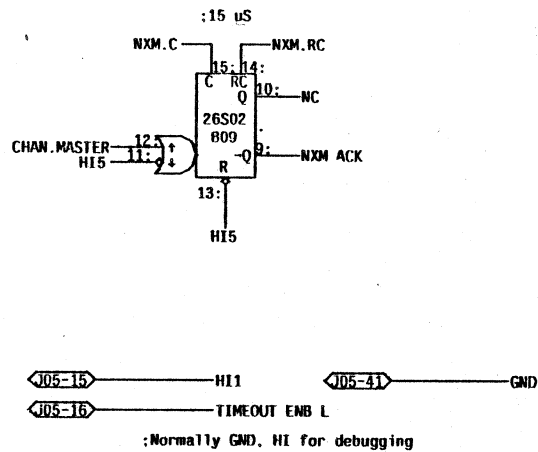 ;15 uS
NXM.C
NXM.RC
15: 14:
C RC
Q 10: NC
26S02
B09
CHAN.MASTER 12: ↑
HI5 11: ↓
¬Q 9: NXM ACK
R
13:
HI5
J05-15 HI1
J05-41 GND
J05-16 TIMEOUT ENB L
;Normally GND, HI for debugging